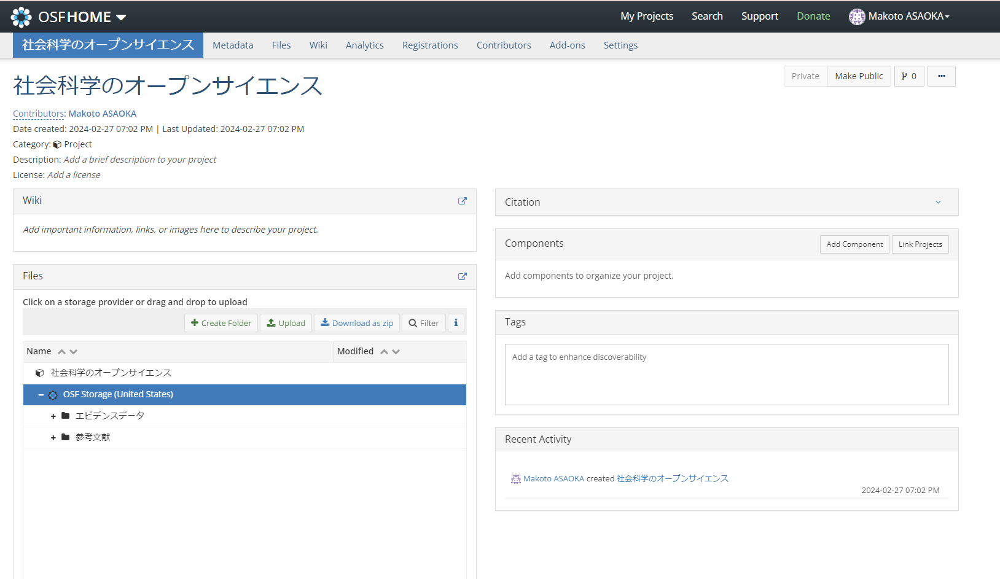 OSFHOME
My Projects
Search
Support
Donate
Makoto ASAOKA
社会科学のオープンサイエンス
Metadata
Files
Wiki
Analytics
Registrations
Contributors
Add-ons
Settings
社会科学のオープンサイエンス
Private
Make Public
0
Contributors: Makoto ASAOKA
Date created: 2024-02-27 07:02 PM | Last Updated: 2024-02-27 07:02 PM
Category: Project
Description: Add a brief description to your project
License: Add a license
Wiki
Add important information, links, or images here to describe your project.
Files
Click on a storage provider or drag and drop to upload
Create Folder
Upload
Download as zip
Filter
Name
Modified
社会科学のオープンサイエンス
OSF Storage (United States)
エビデンスデータ
参考文献
Citation
Components
Add Component
Link Projects
Add components to organize your project.
Tags
Add a tag to enhance discoverability
Recent Activity
Makoto ASAOKA created 社会科学のオープンサイエンス
2024-02-27 07:02 PM